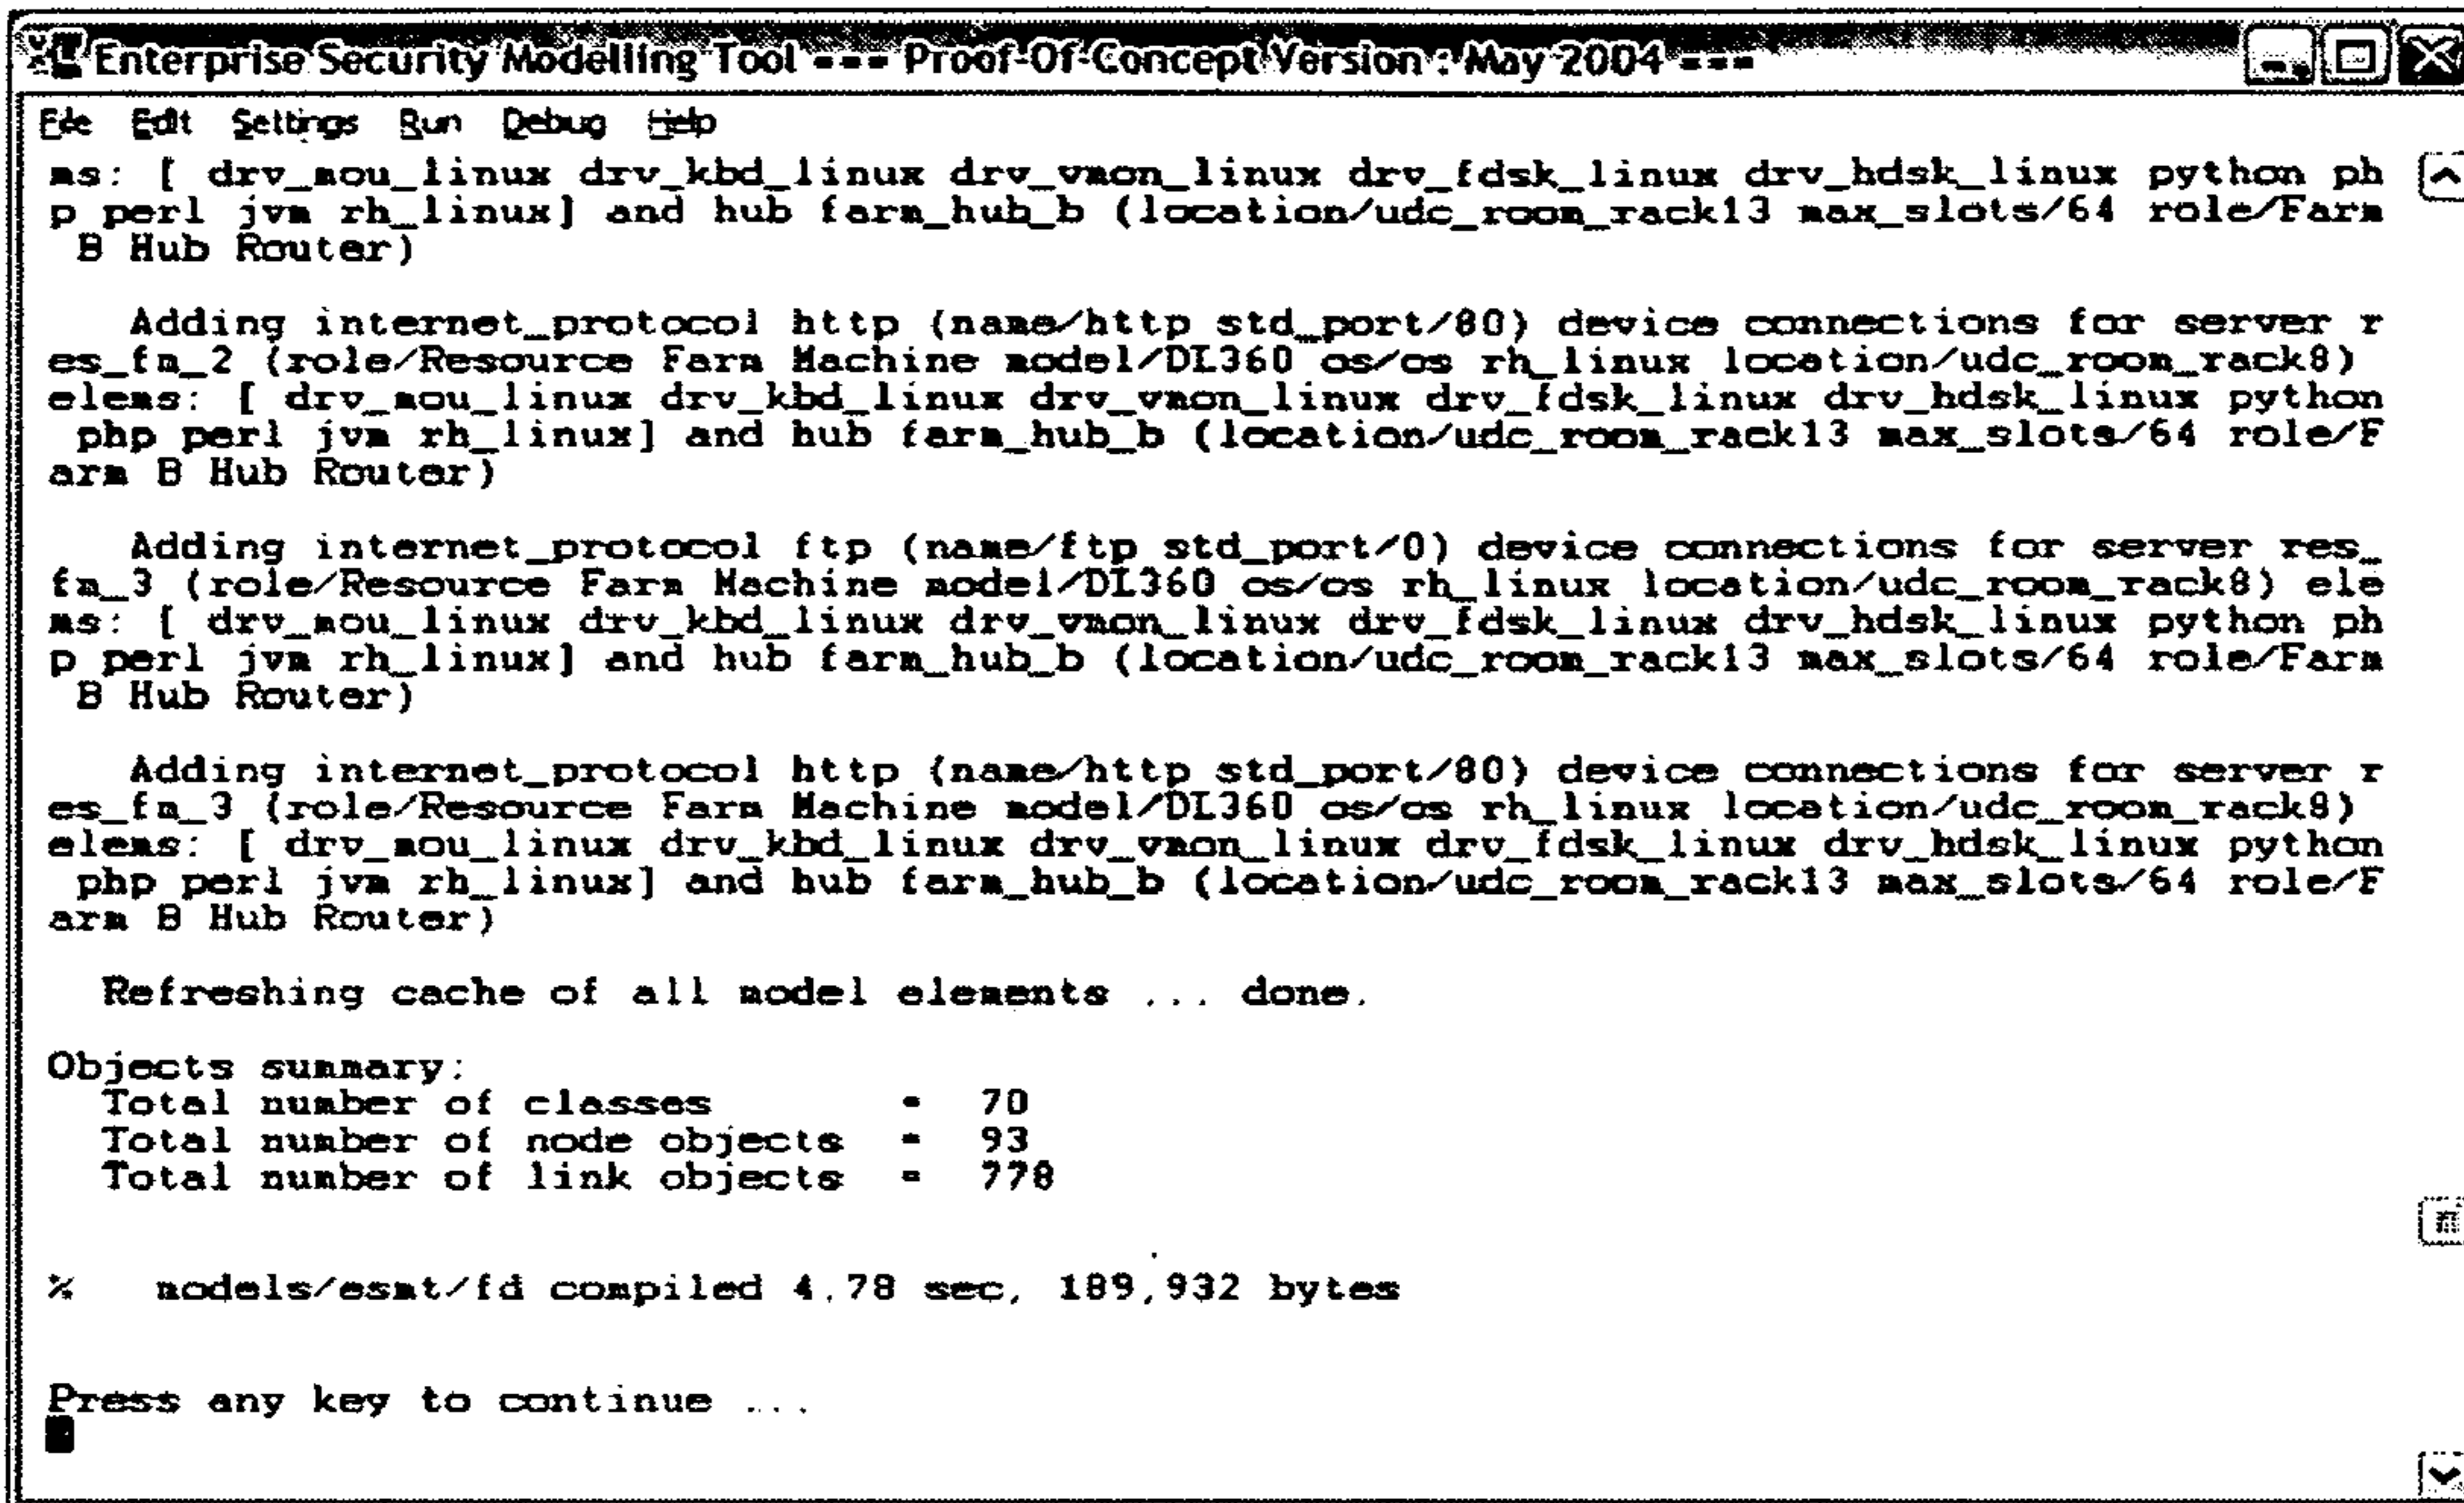 Enterprise Security Modelling Tool === Proof-Of-Concept Version : May 2004 ===
File Edit Settings Run Debug Help
ms: [ drv_mou_linux drv_kbd_linux drv_vmon_linux drv_fdsk_linux drv_hdsk_linux python ph
p perl jvm rh_linux] and hub farm_hub_b (location/udc_room_rack13 max_slots/64 role/Farm
B Hub Router)
Adding internet_protocol http (name/http std_port/80) device connections for server r
es_fm_2 (role/Resource Farm Machine model/DL360 os/os rh_linux location/udc_room_rack8)
elems: [ drv_mou_linux drv_kbd_linux drv_vmon_linux drv_fdsk_linux drv_hdsk_linux python
php perl jvm rh_linux] and hub farm_hub_b (location/udc_room_rack13 max_slots/64 role/F
arm B Hub Router)
Adding internet_protocol ftp (name/ftp std_port/0) device connections for server res_
fm_3 (role/Resource Farm Machine model/DL360 os/os rh_linux location/udc_room_rack8) ele
ms: [ drv_mou_linux drv_kbd_linux drv_vmon_linux drv_fdsk_linux drv_hdsk_linux python ph
p perl jvm rh_linux] and hub farm_hub_b (location/udc_room_rack13 max_slots/64 role/Farm
B Hub Router)
Adding internet_protocol http (name/http std_port/80) device connections for server r
es_fm_3 (role/Resource Farm Machine model/DL360 os/os rh_linux location/udc_room_rack8)
elems: [ drv_mou_linux drv_kbd_linux drv_vmon_linux drv_fdsk_linux drv_hdsk_linux python
php perl jvm rh_linux] and hub farm_hub_b (location/udc_room_rack13 max_slots/64 role/F
arm B Hub Router)
Refreshing cache of all model elements ... done.
Objects summary:
Total number of classes = 70
Total number of node objects = 93
Total number of link objects = 778
% models/esmt/fd compiled 4.78 sec, 189,932 bytes
Press any key to continue ...